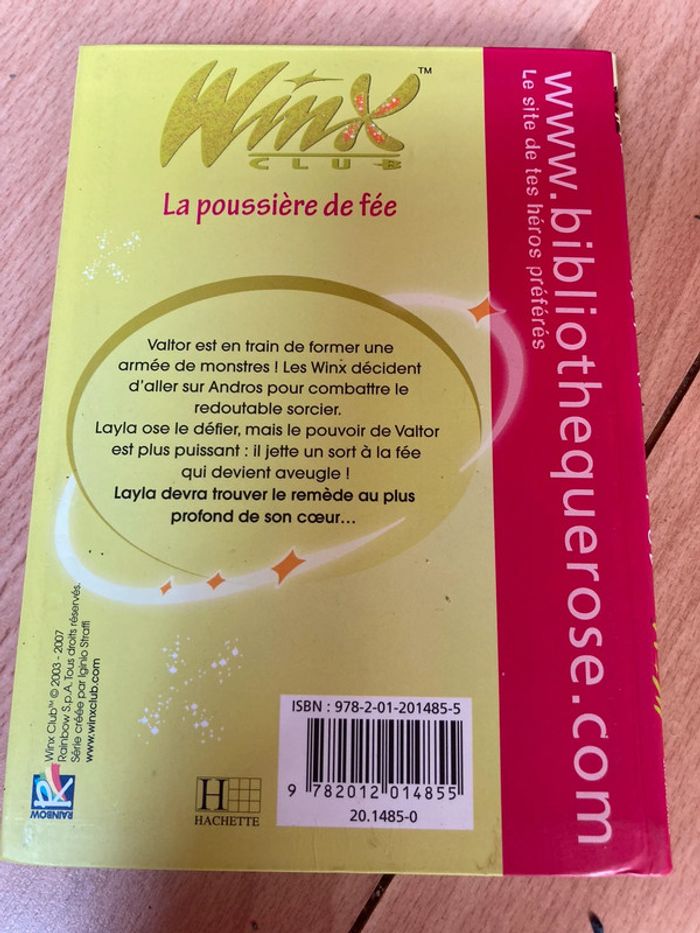 Winx™
CLUB
La poussière de fée
Valtor est en train de former une
armée de monstres ! Les Winx décident
d'aller sur Andros pour combattre le
redoutable sorcier.
Layla ose le défier, mais le pouvoir de Valtor
est plus puissant : il jette un sort à la fée
qui devient aveugle !
Layla devra trouver le remède au plus
profond de son cœur...
Winx Club™ © 2003 - 2007
Rainbow S.p.A. Tous droits réservés.
Série créée par Iginio Straffi
www.winxclub.com
RAINBOW
H
HACHETTE
ISBN : 978-2-01-201485-5
9 782012 014855
20.1485-0
www.bibliothequerose.com
Le site de tes héros préférés